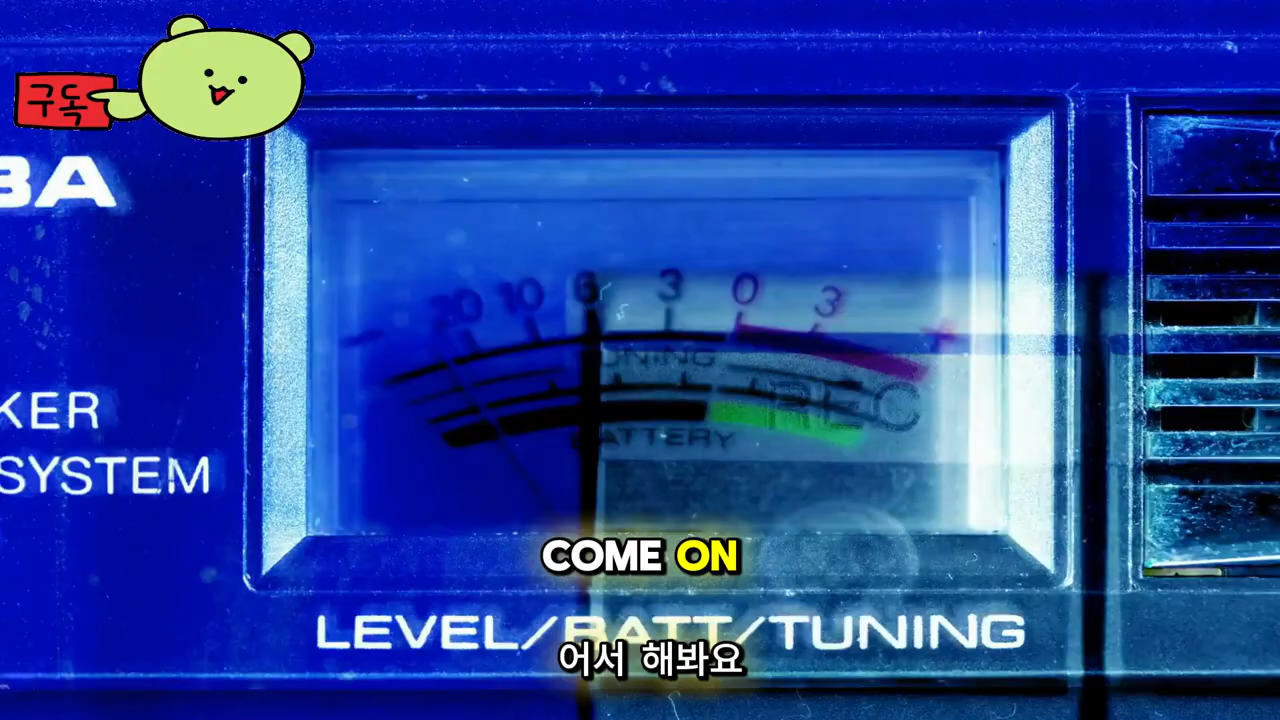 구독
BA
20 10 6 3 0 3 +
TUNING
REC
BATTERY
KER
SYSTEM
COME ON
LEVEL/BATT/TUNING
어서 해봐요